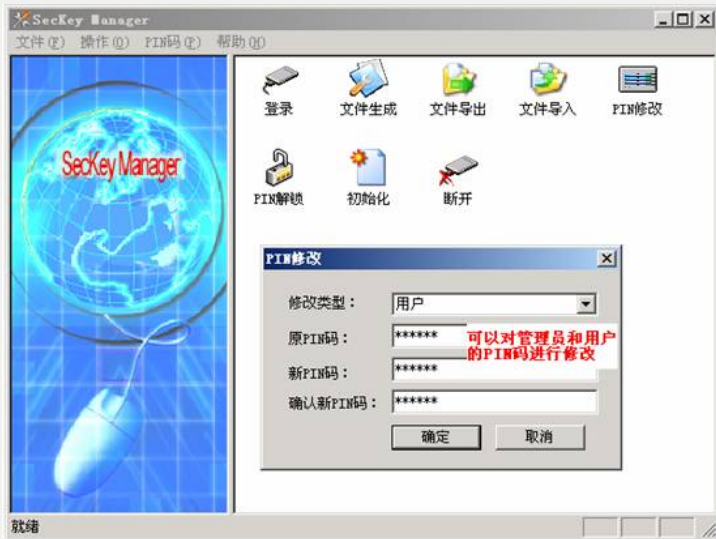 SecKey Manager
文件(F) 操作(O) PIN码(P) 帮助(H)
SecKey Manager
登录 文件生成 文件导出 文件导入 PIN修改
PIN解锁 初始化 断开
PIN修改
修改类型： 用户
原PIN码： ******
可以对管理员和用户
的PIN码进行修改
新PIN码： ******
确认新PIN码： ******
确定 取消
就绪